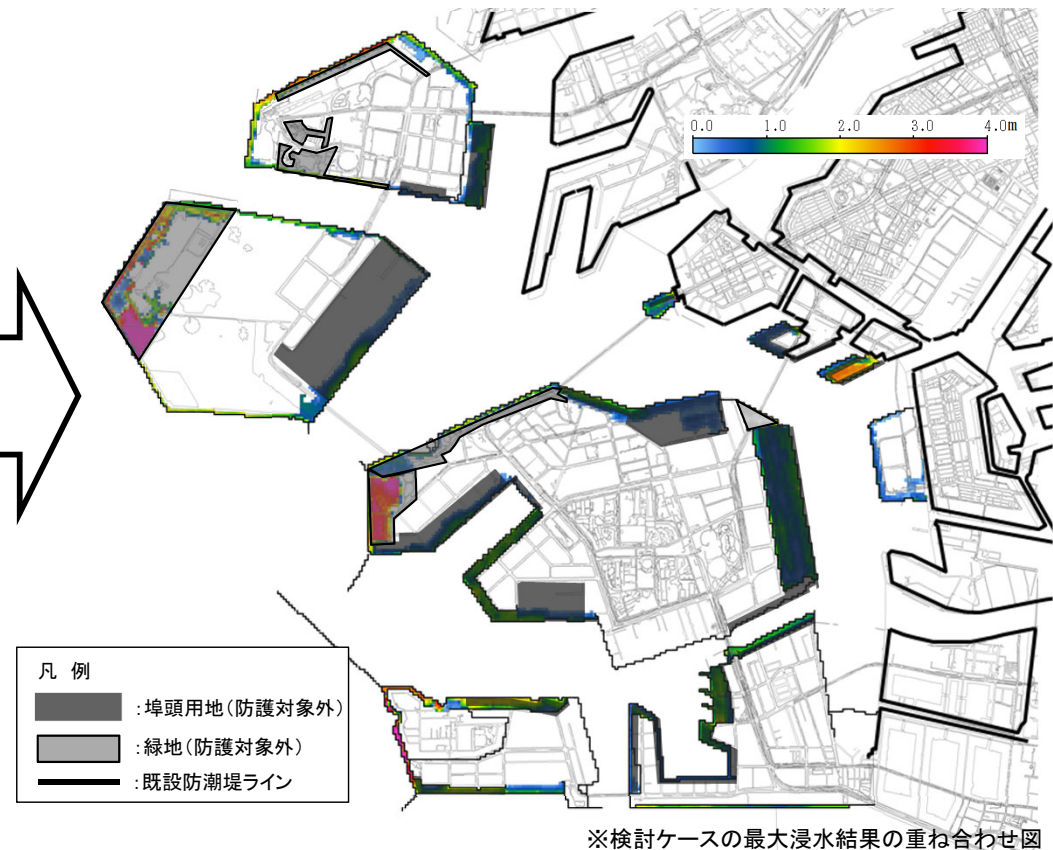 0.0 1.0 2.0 3.0 4.0m
凡 例
:埠頭用地(防護対象外)
:緑地(防護対象外)
:既設防潮堤ライン
※検討ケースの最大浸水結果の重ね合わせ図